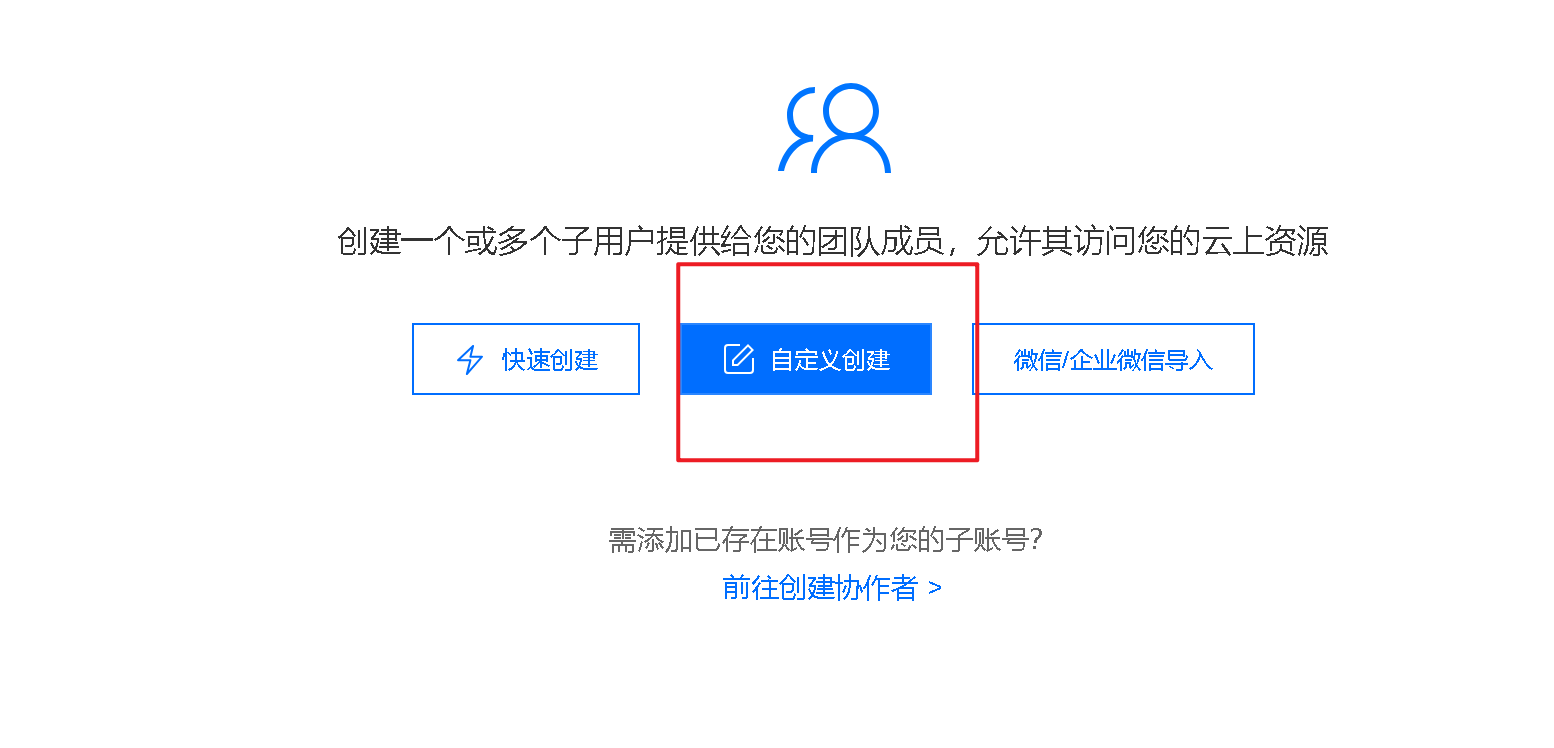 创建一个或多个子用户提供给您的团队成员，允许其访问您的云上资源
快速创建
自定义创建
微信/企业微信导入
需添加已存在账号作为您的子账号?
前往创建协作者 >